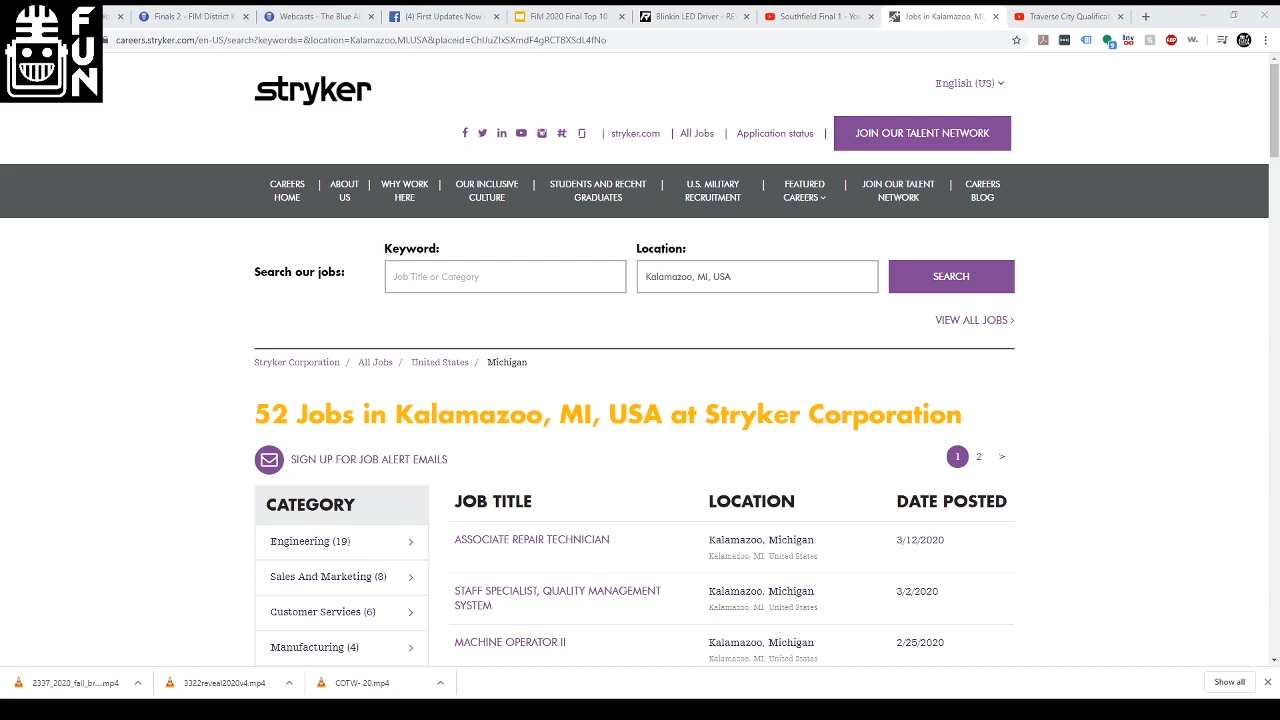 FUN
Finals 2 - FIM District K
Webcasts - The Blue Al
(4) First Updates Now
FiM 2020 Final Top 10
Blinkin LED Driver - RE
Southfield Final 1 - You
Jobs in Kalamazoo, MI,
Traverse City Qualificat
careers.stryker.com/en-US/search?keywords=&location=Kalamazoo,MI,USA&placeid=ChIJuZIxSXmdF4gRCTBXSdL4fNo
stryker
English (US)
stryker.com | All Jobs | Application status |
JOIN OUR TALENT NETWORK
CAREERS HOME | ABOUT US | WHY WORK HERE | OUR INCLUSIVE CULTURE | STUDENTS AND RECENT GRADUATES | U.S. MILITARY RECRUITMENT | FEATURED CAREERS | JOIN OUR TALENT NETWORK | CAREERS BLOG
Keyword: Location:
Search our jobs: Job Title or Category Kalamazoo, MI, USA SEARCH
VIEW ALL JOBS >
Stryker Corporation / All Jobs / United States / Michigan
52 Jobs in Kalamazoo, MI, USA at Stryker Corporation
SIGN UP FOR JOB ALERT EMAILS
1 2 >
CATEGORY
Engineering (19)
Sales And Marketing (8)
Customer Services (6)
Manufacturing (4)
JOB TITLE LOCATION DATE POSTED
ASSOCIATE REPAIR TECHNICIAN Kalamazoo, Michigan 3/12/2020
Kalamazoo, MI, United States
STAFF SPECIALIST, QUALITY MANAGEMENT Kalamazoo, Michigan 3/2/2020
SYSTEM Kalamazoo, MI, United States
MACHINE OPERATOR II Kalamazoo, Michigan 2/25/2020
Kalamazoo, MI, United States
2337_2020_fail_br....mp4
3322reveal2020v4.mp4
COTW- 20.mp4
Show all